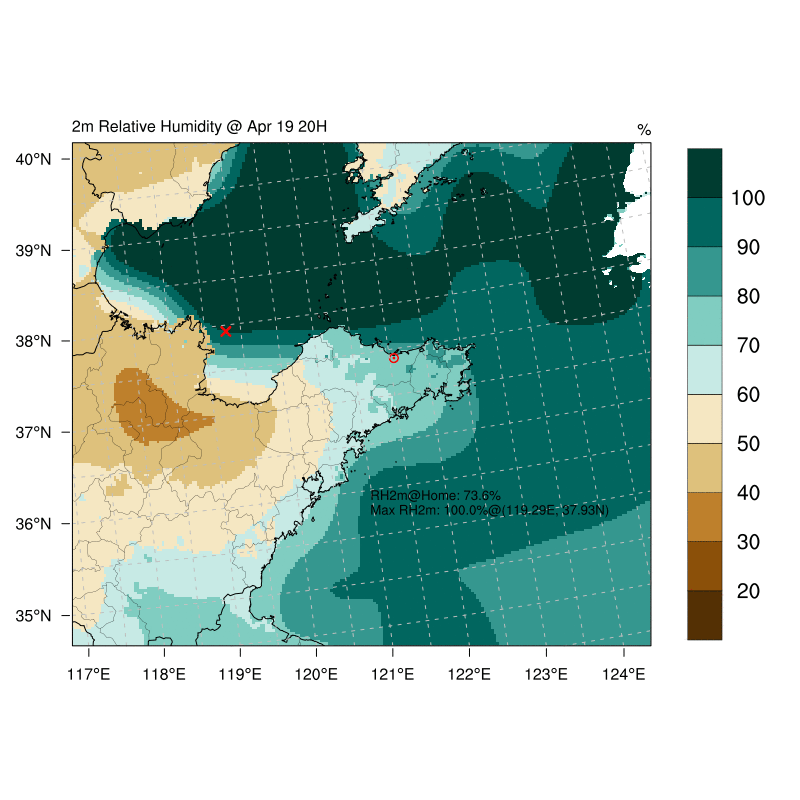 2m Relative Humidity @ Apr 19 20H
%
40°N
39°N
38°N
37°N
36°N
35°N
117°E 118°E 119°E 120°E 121°E 122°E 123°E 124°E
100
90
80
70
60
50
40
30
20
RH2m@Home: 73.6%
Max RH2m: 100.0%@(119.29E, 37.93N)